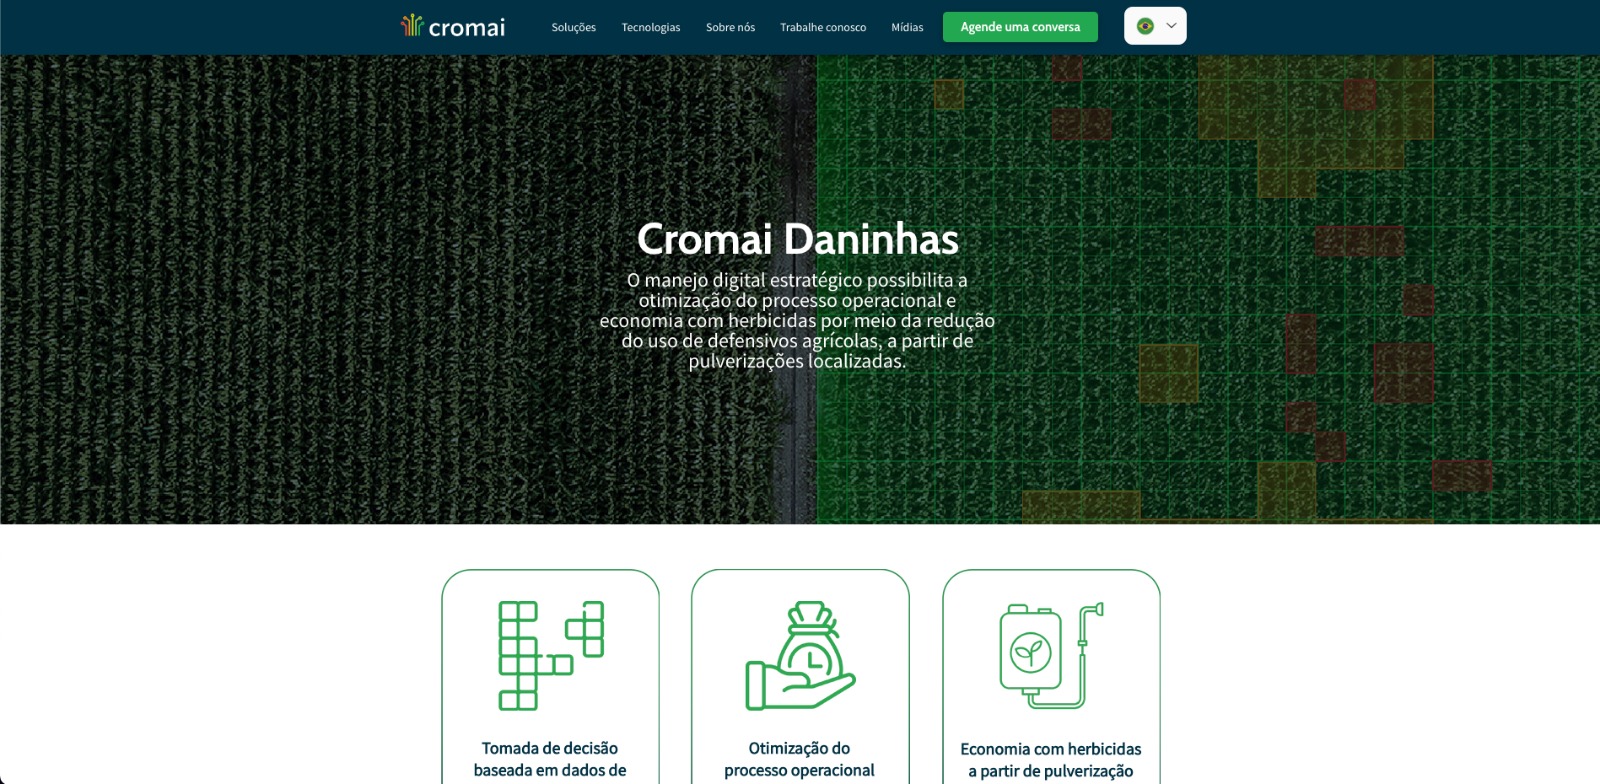 cromai
Soluções
Tecnologias
Sobre nós
Trabalhe conosco
Mídias
Agende uma conversa
Cromai Daninhas
O manejo digital estratégico possibilita a
otimização do processo operacional e
economia com herbicidas por meio da redução
do uso de defensivos agrícolas, a partir de
pulverizações localizadas.
Tomada de decisão
baseada em dados de
Otimização do
processo operacional
Economia com herbicidas
a partir de pulverização